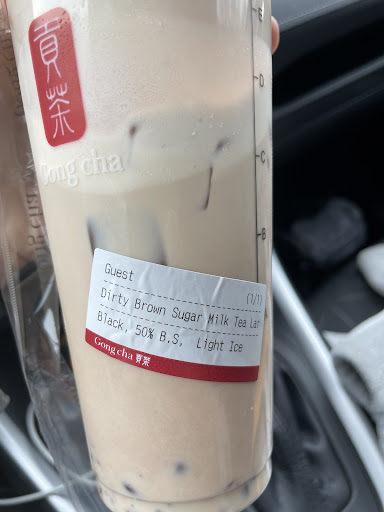 貢茶
Gong cha
E
D
C
B
Guest
(1/1)
Dirty Brown Sugar Milk Tea Lar
Black, 50% B.S, Light Ice
Gong cha 貢茶